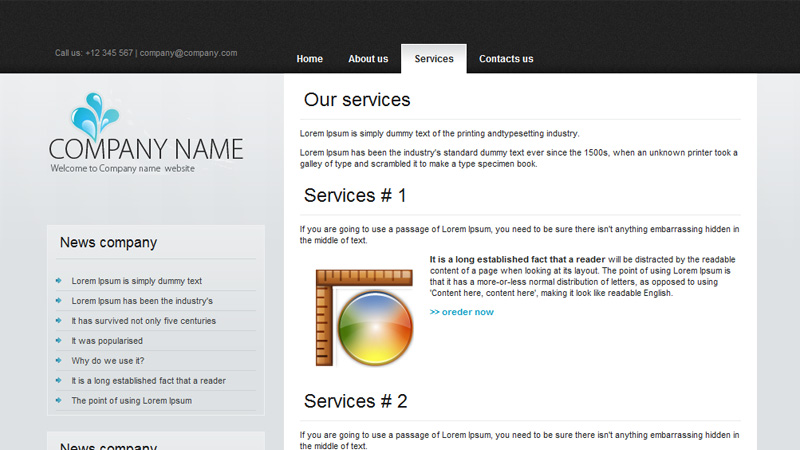 Call us: +12 345 567 | company@company.com
Home
About us
Services
Contacts us
COMPANY NAME
Welcome to Company name website
News company
Lorem Ipsum is simply dummy text
Lorem Ipsum has been the industry's
It has survived not only five centuries
It was popularised
Why do we use it?
It is a long established fact that a reader
The point of using Lorem Ipsum
News company
Our services
Lorem Ipsum is simply dummy text of the printing andtypesetting industry.
Lorem Ipsum has been the industry's standard dummy text ever since the 1500s, when an unknown printer took a
galley of type and scrambled it to make a type specimen book.
Services # 1
If you are going to use a passage of Lorem Ipsum, you need to be sure there isn't anything embarrassing hidden in
the middle of text.
It is a long established fact that a reader will be distracted by the readable
content of a page when looking at its layout. The point of using Lorem Ipsum is
that it has a more-or-less normal distribution of letters, as opposed to using
'Content here, content here', making it look like readable English.
>> oreder now
Services # 2
If you are going to use a passage of Lorem Ipsum, you need to be sure there isn't anything embarrassing hidden in
the middle of text.